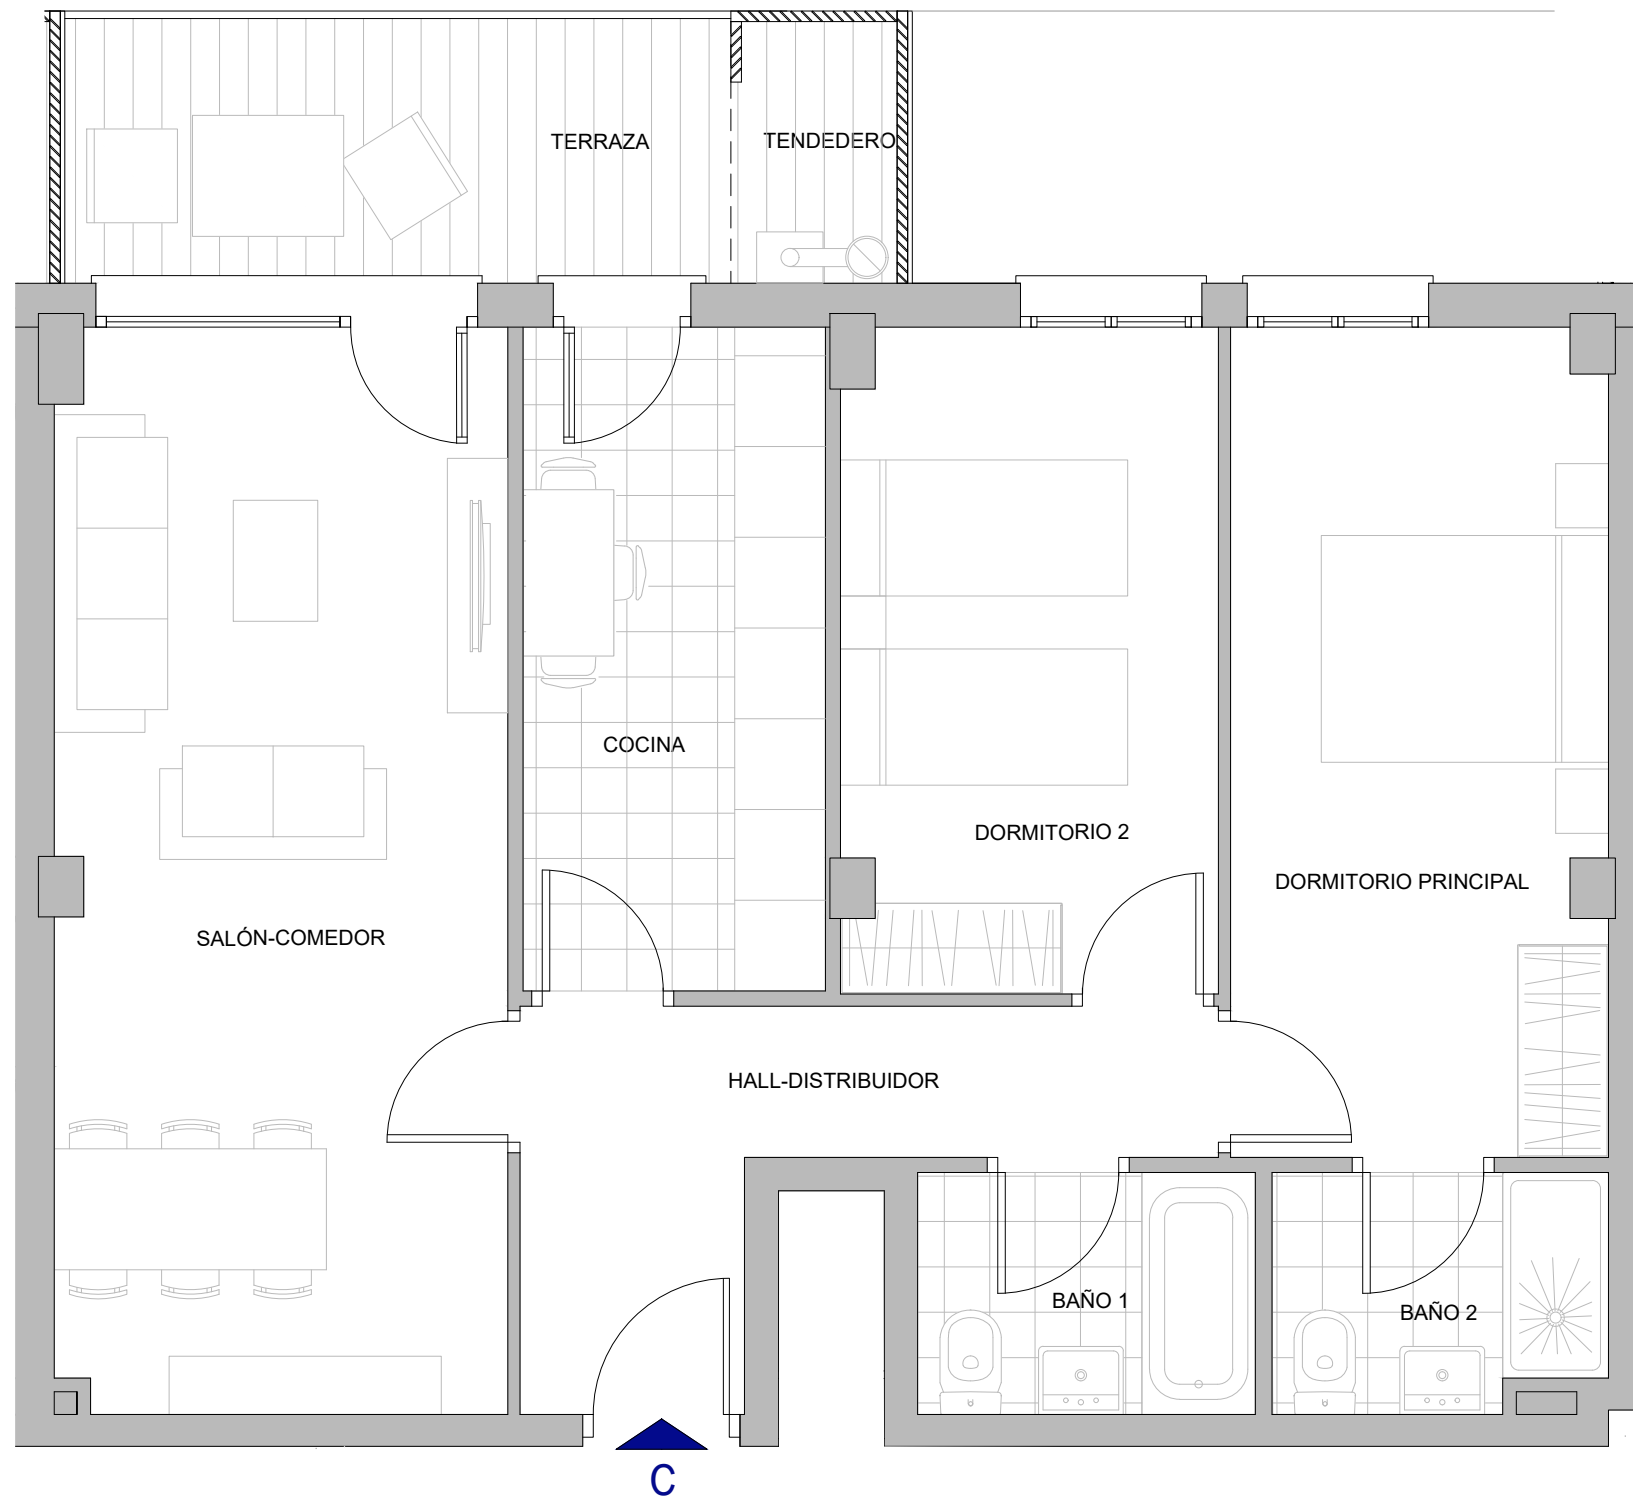 TERRAZA
TENDEDERO
COCINA
DORMITORIO 2
DORMITORIO PRINCIPAL
SALÓN-COMEDOR
HALL-DISTRIBUIDOR
BAÑO 1
BAÑO 2
C